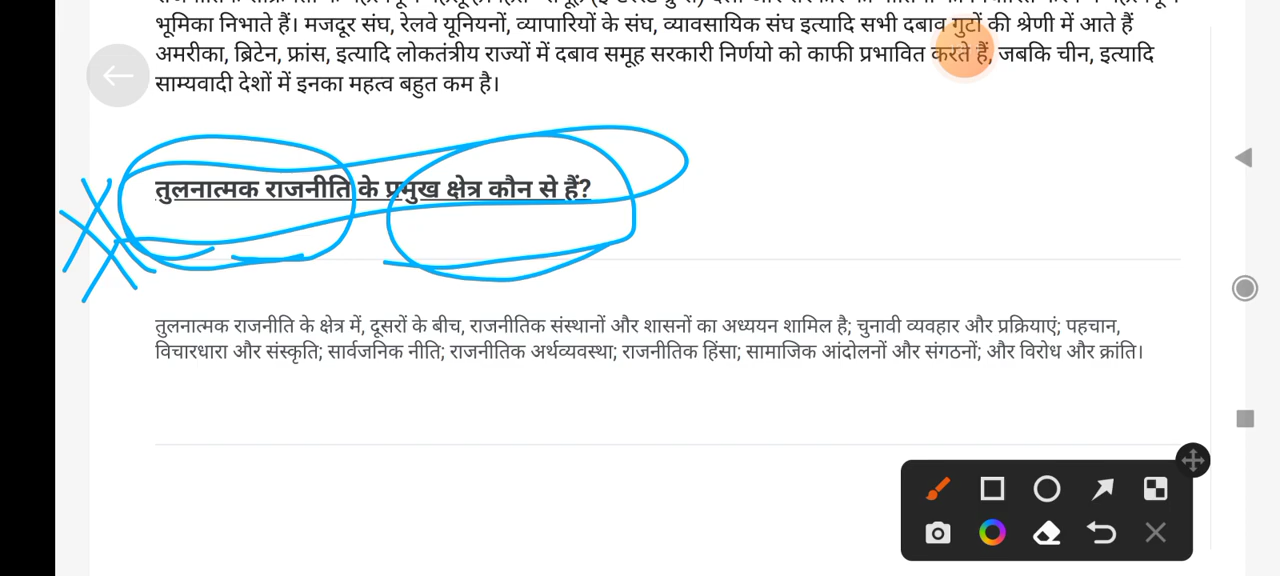 भूमिका निभाते हैं। मजदूर संघ, रेलवे यूनियनों, व्यापारियों के संघ, व्यावसायिक संघ इत्यादि सभी दबाव गुटों की श्रेणी में आते हैं
अमरीका, ब्रिटेन, फ्रांस, इत्यादि लोकतंत्रीय राज्यों में दबाव समूह सरकारी निर्णयो को काफी प्रभावित करते हैं, जबकि चीन, इत्यादि
साम्यवादी देशों में इनका महत्व बहुत कम है।
तुलनात्मक राजनीति के प्रमुख क्षेत्र कौन से हैं?
तुलनात्मक राजनीति के क्षेत्र में, दूसरों के बीच, राजनीतिक संस्थानों और शासनों का अध्ययन शामिल है; चुनावी व्यवहार और प्रक्रियाएं; पहचान,
विचारधारा और संस्कृति; सार्वजनिक नीति; राजनीतिक अर्थव्यवस्था; राजनीतिक हिंसा; सामाजिक आंदोलनों और संगठनों; और विरोध और क्रांति।